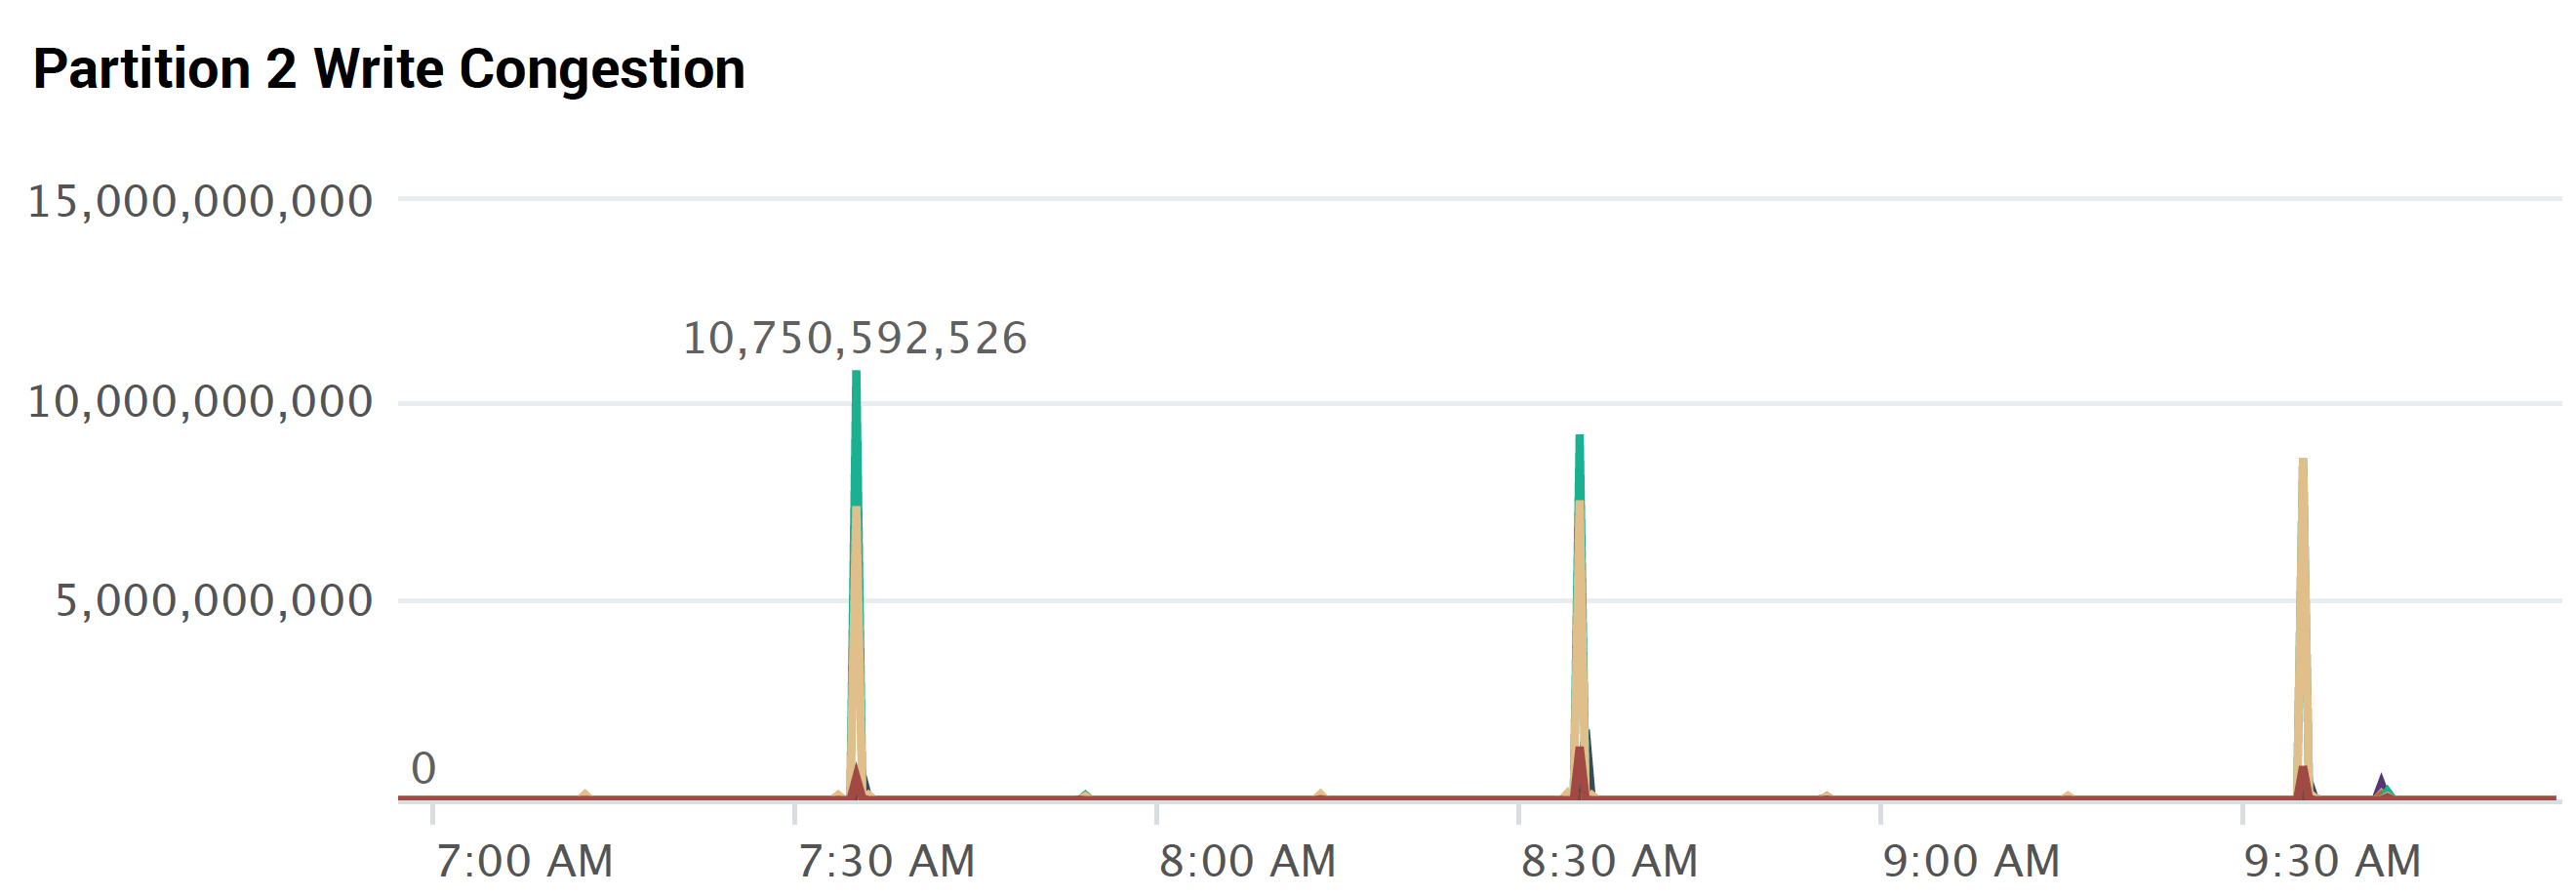 Partition 2 Write Congestion
15,000,000,000
10,750,592,526
10,000,000,000
5,000,000,000
0
7:00 AM 7:30 AM 8:00 AM 8:30 AM 9:00 AM 9:30 AM